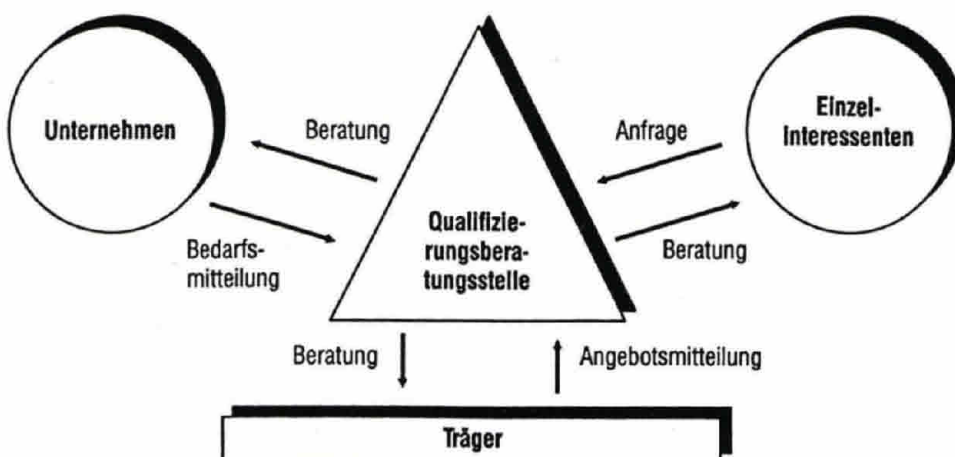 Unternehmen
Beratung
Anfrage
Einzel-
interessenten
Bedarfs-
mitteilung
Qualifizie-
rungsbera-
tungsstelle
Beratung
Beratung
Angebotsmitteilung
Träger